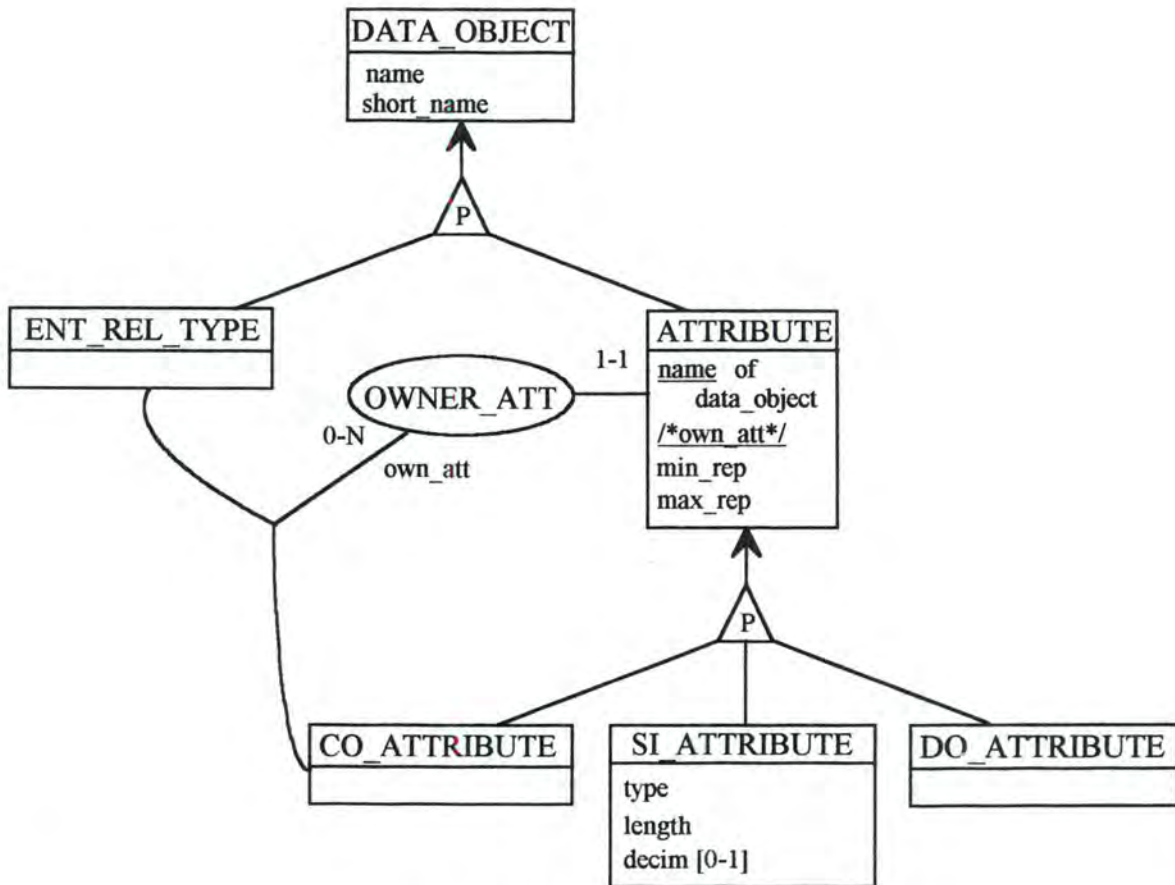 DATA_OBJECT
name
short_name
P
ENT_REL_TYPE
ATTRIBUTE
name of
data_object
/*own_att*/
min_rep
max_rep
1-1
OWNER_ATT
0-N
own_att
P
CO_ATTRIBUTE
SI_ATTRIBUTE
type
length
decim [0-1]
DO_ATTRIBUTE